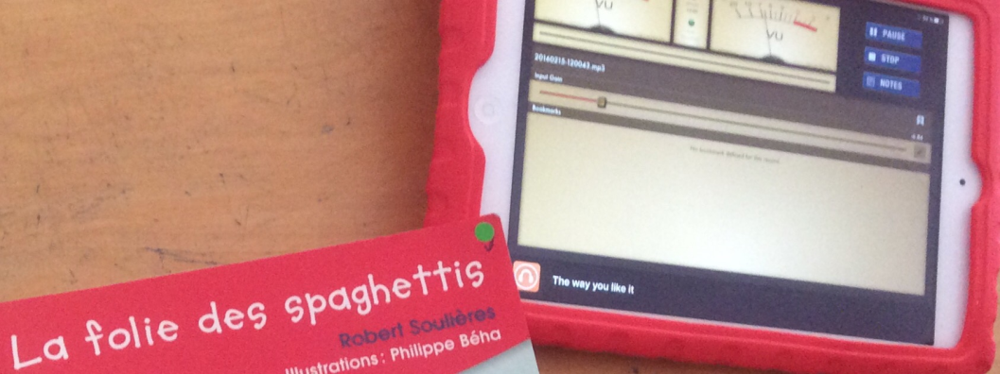 VU
VU
PAUSE
STOP
NOTES
20160215-120043.mp3
Input Gain
Bookmarks
The way you like it
La folie des spaghettis
Robert Soulières
Illustrations : Philippe Béha